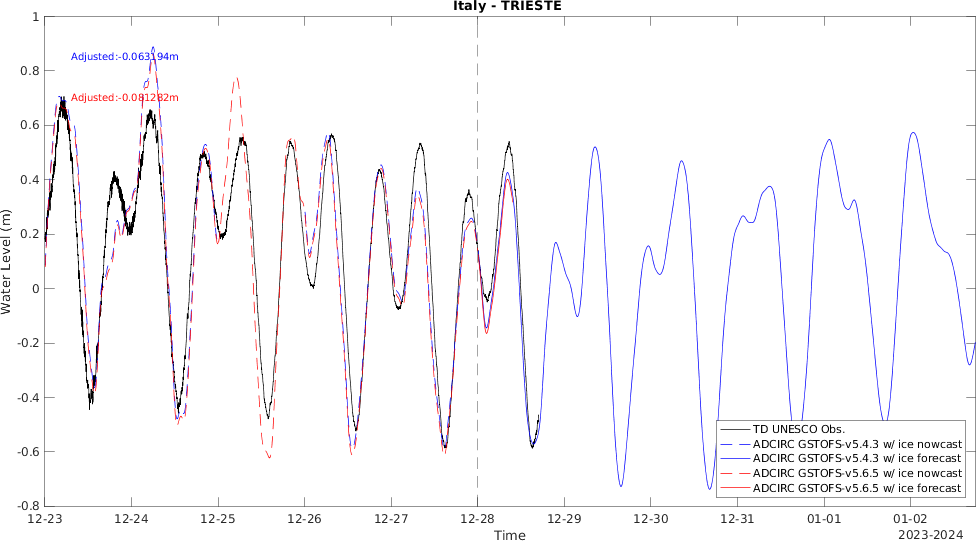 Italy - TRIESTE
Adjusted:-0.063194m
Adjusted:-0.081282m
Water Level (m)
1
0.8
0.6
0.4
0.2
0
-0.2
-0.4
-0.6
-0.8
TD UNESCO Obs.
ADCIRC GSTOFS-v5.4.3 w/ ice nowcast
ADCIRC GSTOFS-v5.4.3 w/ ice forecast
ADCIRC GSTOFS-v5.6.5 w/ ice nowcast
ADCIRC GSTOFS-v5.6.5 w/ ice forecast
12-23 12-24 12-25 12-26 12-27 12-28 12-29 12-30 12-31 01-01 01-02
Time
2023-2024